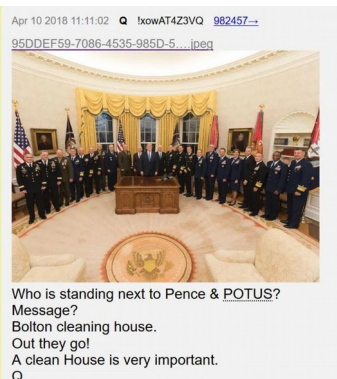 Apr 10 2018 11:11:02 Q !xowAT4Z3VQ 982457→
95DDEF59-7086-4535-985D-5….jpeg
Who is standing next to Pence & POTUS?
Message?
Bolton cleaning house.
Out they go!
A clean House is very important.
Q